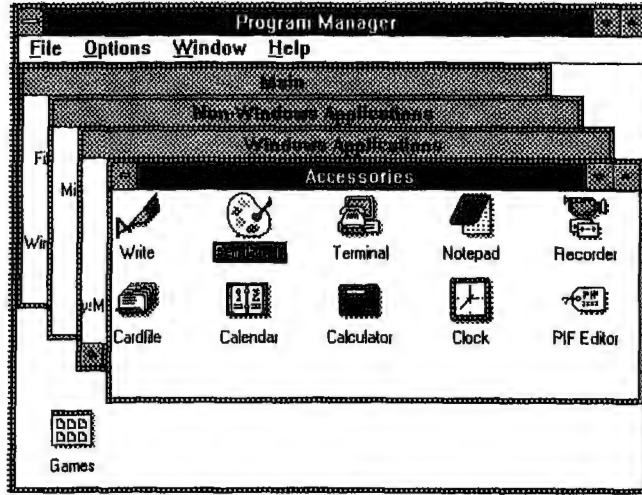 Program Manager
File Options Window Help
Main
Non-Windows Applications
Windows Applications
Accessories
Write Terminal Notepad Recorder
Cardfile Calendar Calculator Clock PIF Editor
Games